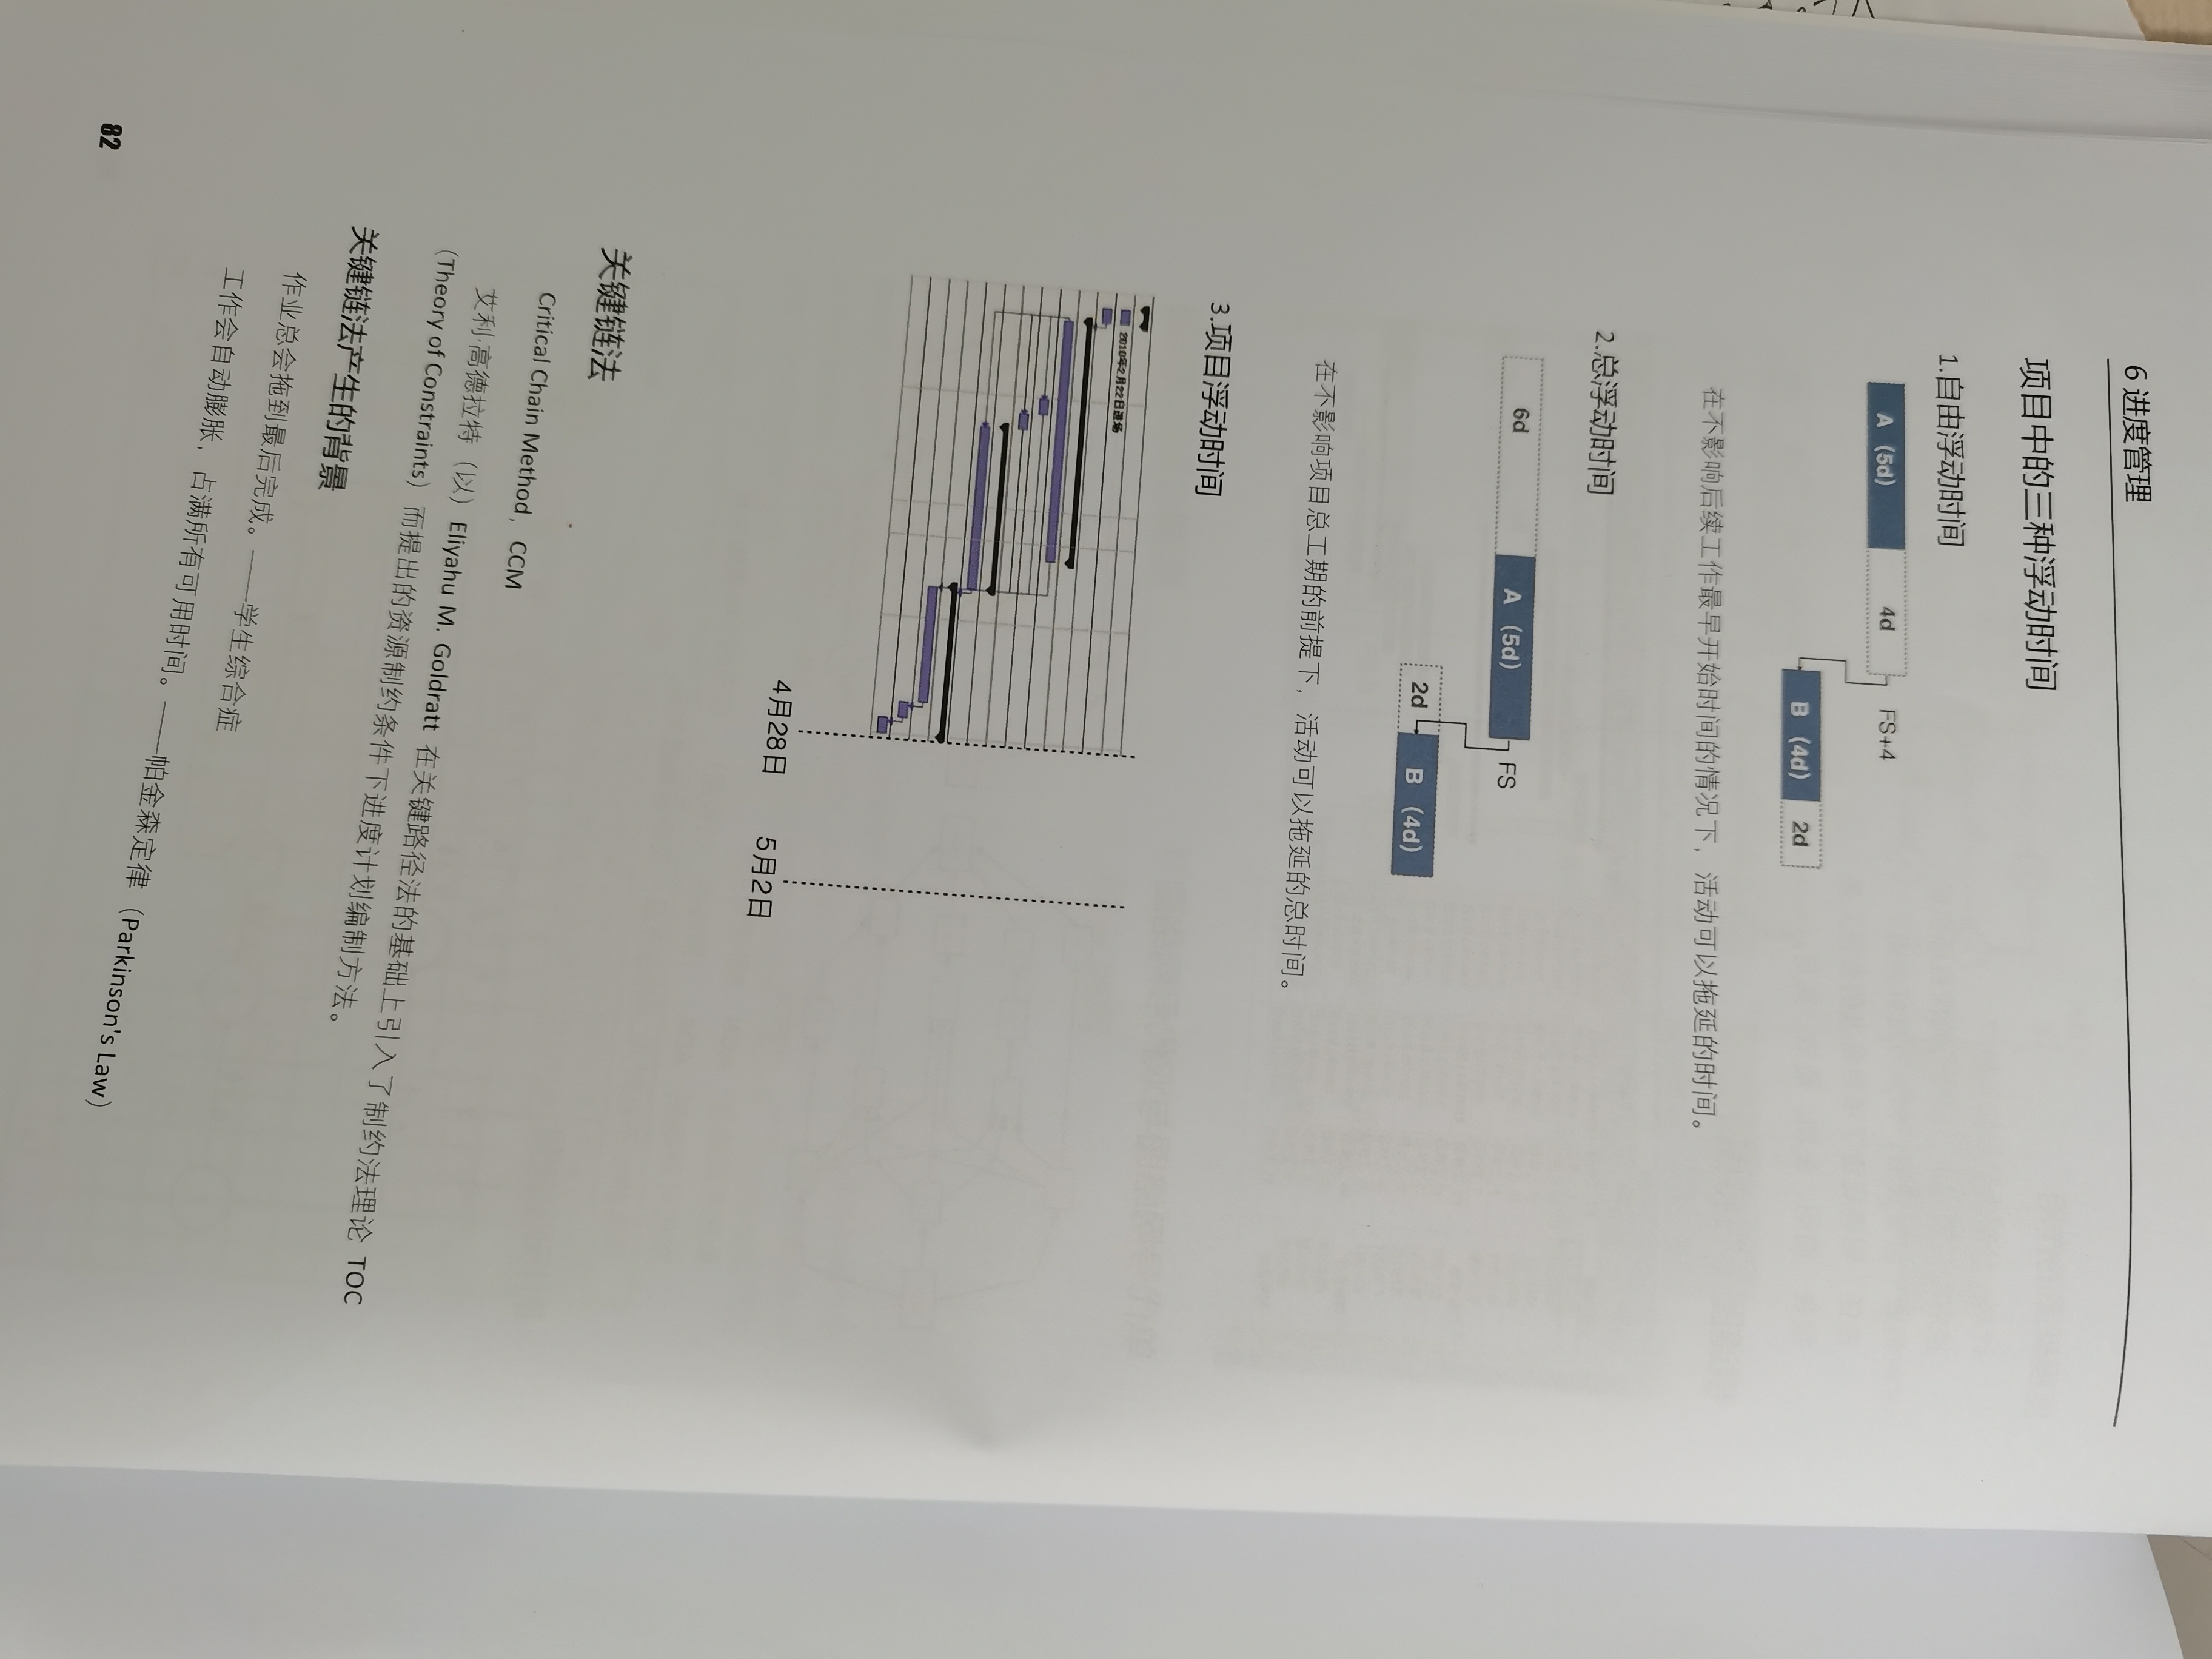 6 进度管理
项目中的三种浮动时间
1.自由浮动时间
A （5d） 4d FS+4
B （4d） 2d
在不影响后续工作最早开始时间的情况下，活动可以拖延的时间。
2.总浮动时间
6d A （5d） FS
2d B （4d）
在不影响项目总工期的前提下，活动可以拖延的总时间。
3.项目浮动时间
2010年2月22日进场
4月28日 5月2日
关键链法
Critical Chain Method，CCM
艾利·高德拉特（以）Eliyahu M. Goldratt 在关键路径法的基础上引入了制约法理论 TOC
（Theory of Constraints）而提出的资源制约条件下进度计划编制方法。
关键链法产生的背景
作业总会拖到最后完成。——学生综合症
工作会自动膨胀，占满所有可用时间。——帕金森定律（Parkinson's Law）
82